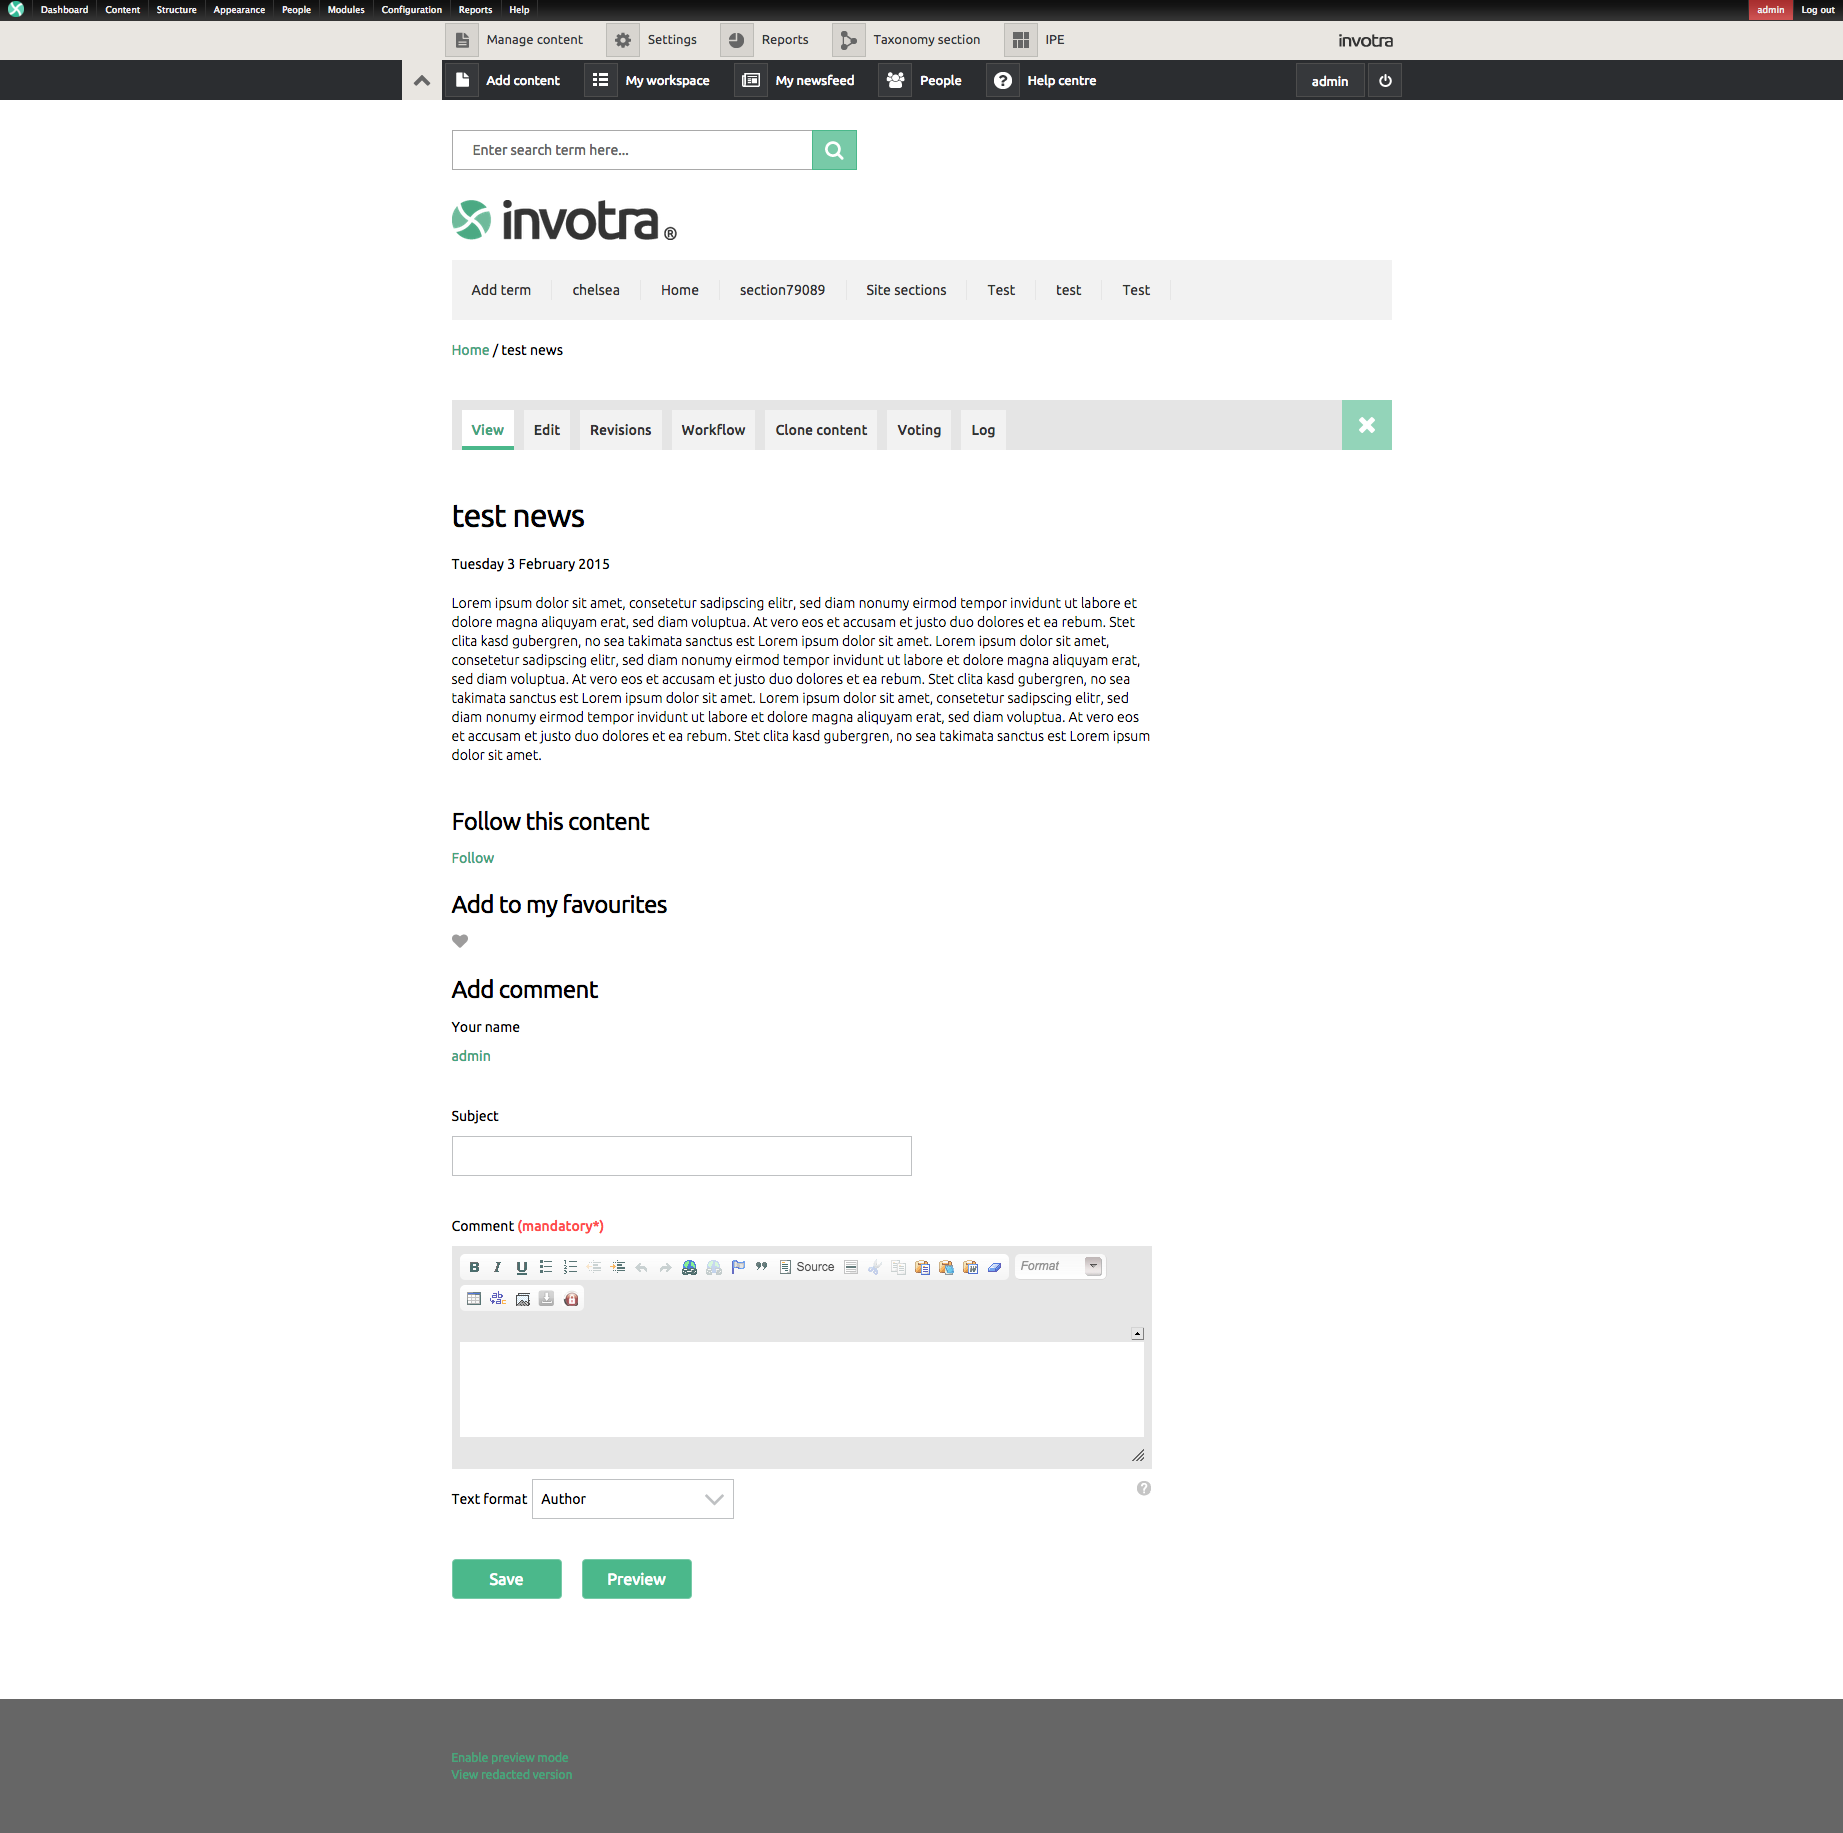 Dashboard Content Structure Appearance People Modules Configuration Reports Help admin Log out
Manage content Settings Reports Taxonomy section IPE invotra
Add content My workspace My newsfeed People Help centre admin
Enter search term here...
invotra®
Add term chelsea Home section79089 Site sections Test test Test
Home / test news
View Edit Revisions Workflow Clone content Voting Log
test news
Tuesday 3 February 2015
Lorem ipsum dolor sit amet, consetetur sadipscing elitr, sed diam nonumy eirmod tempor invidunt ut labore et
dolore magna aliquyam erat, sed diam voluptua. At vero eos et accusam et justo duo dolores et ea rebum. Stet
clita kasd gubergren, no sea takimata sanctus est Lorem ipsum dolor sit amet. Lorem ipsum dolor sit amet,
consetetur sadipscing elitr, sed diam nonumy eirmod tempor invidunt ut labore et dolore magna aliquyam erat,
sed diam voluptua. At vero eos et accusam et justo duo dolores et ea rebum. Stet clita kasd gubergren, no sea
takimata sanctus est Lorem ipsum dolor sit amet. Lorem ipsum dolor sit amet, consetetur sadipscing elitr, sed
diam nonumy eirmod tempor invidunt ut labore et dolore magna aliquyam erat, sed diam voluptua. At vero eos
et accusam et justo duo dolores et ea rebum. Stet clita kasd gubergren, no sea takimata sanctus est Lorem ipsum
dolor sit amet.
Follow this content
Follow
Add to my favourites
Add comment
Your name
admin
Subject
Comment (mandatory*)
B I U Source Format
Text format Author
Save Preview
Enable preview mode
View redacted version